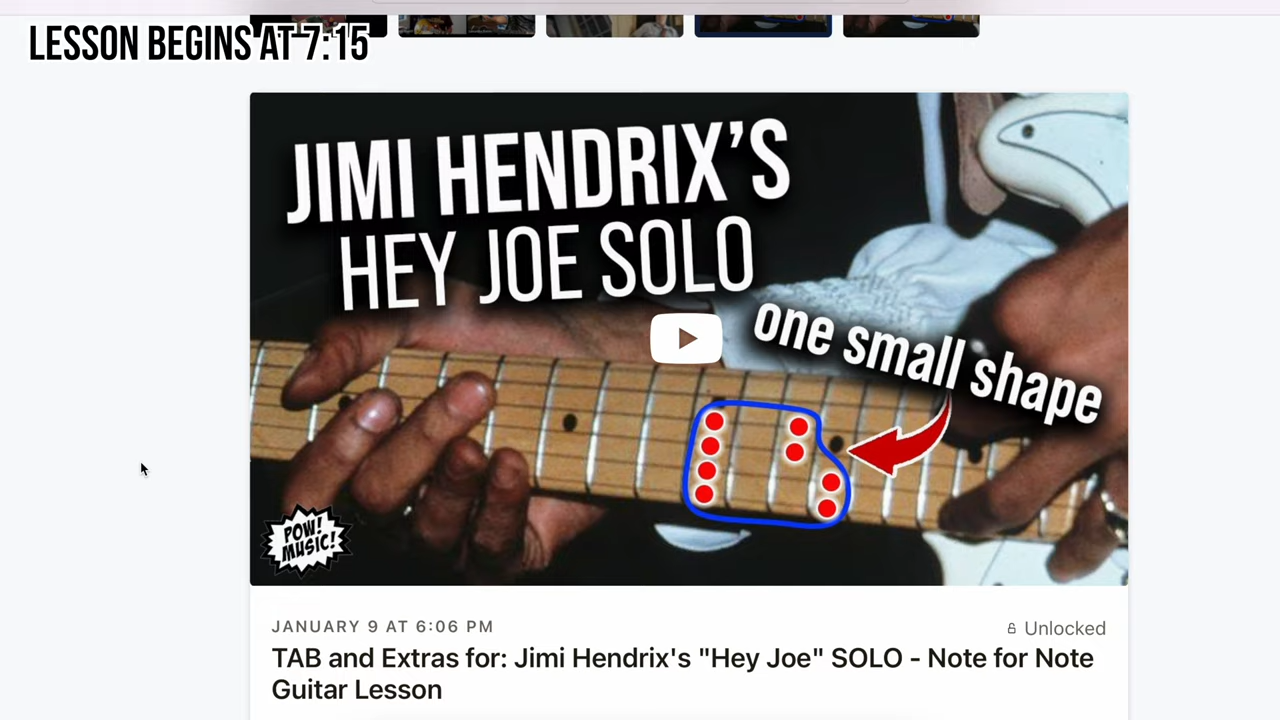 LESSON BEGINS AT 7:15
JIMI HENDRIX'S
HEY JOE SOLO
one small shape
POW!
MUSIC!
JANUARY 9 AT 6:06 PM
Unlocked
TAB and Extras for: Jimi Hendrix's "Hey Joe" SOLO - Note for Note
Guitar Lesson